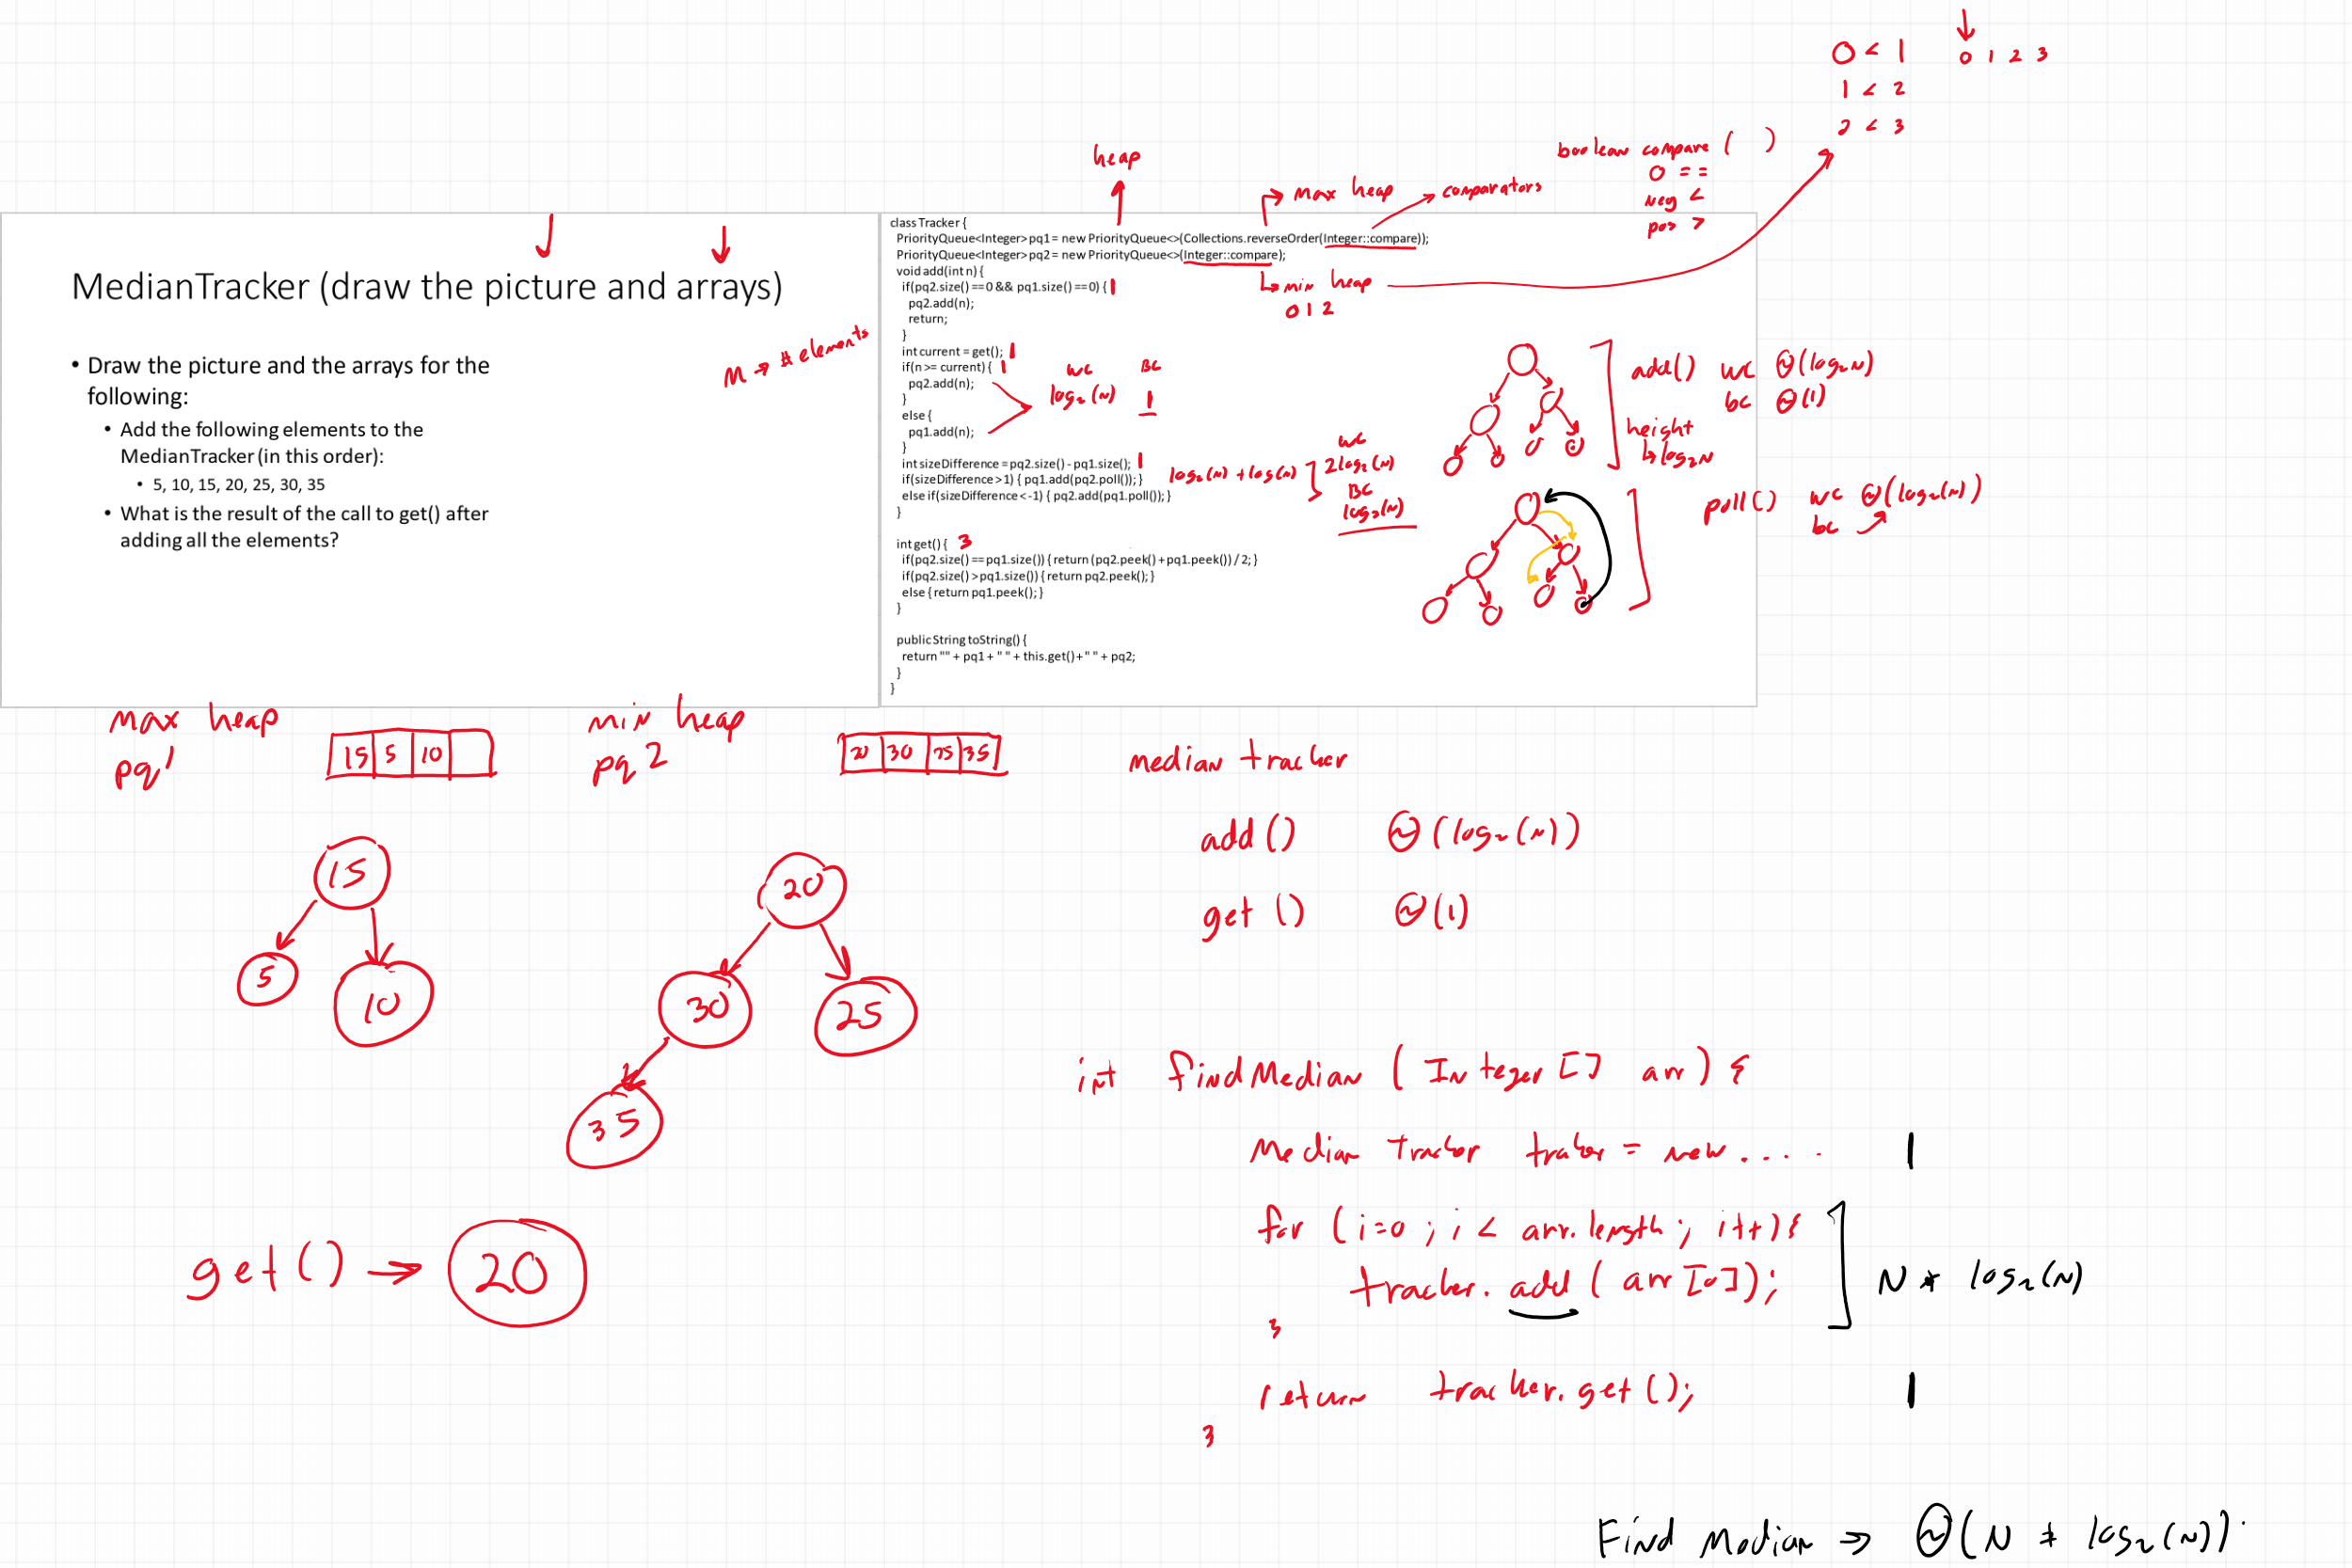 0 < 1
0 1 2 3
1 < 2
2 < 3
boolean compare ( )
0 ==
neg <
pos >
heap
max heap
comparators
MedianTracker (draw the picture and arrays)
• Draw the picture and the arrays for the
following:
• Add the following elements to the
MedianTracker (in this order):
• 5, 10, 15, 20, 25, 30, 35
• What is the result of the call to get() after
adding all the elements?
N → # elements
class Tracker {
PriorityQueue<Integer> pq1 = new PriorityQueue<>(Collections.reverseOrder(Integer::compare));
PriorityQueue<Integer> pq2 = new PriorityQueue<>(Integer::compare);
void add(int n) {
if(pq2.size() == 0 && pq1.size() == 0) { 1
pq2.add(n);
return;
}
int current = get(); 1
if(n >= current) { 1
pq2.add(n);
}
else {
pq1.add(n);
}
int sizeDifference = pq2.size() - pq1.size(); 1
if(sizeDifference > 1) { pq1.add(pq2.poll()); }
else if(sizeDifference < -1) { pq2.add(pq1.poll()); }
}
int get() { 3
if(pq2.size() == pq1.size()) { return (pq2.peek() + pq1.peek()) / 2; }
if(pq2.size() > pq1.size()) { return pq2.peek(); }
else { return pq1.peek(); }
}
public String toString() {
return "" + pq1 + " " + this.get() + " " + pq2;
}
}
min heap
0 1 2
WC BC
log₂(N) 1
log₂(N) + log(N)
WC
2log₂(N)
BC
log₂(N)
add() WC Θ(log₂N)
bc Θ(1)
height
↳ log₂N
poll() WC Θ(log₂(N))
bc
max heap
pq1
15 5 10
15
5
10
min heap
pq2
20 30 25 35
20
30
25
35
get() → 20
median tracker
add() Θ(log₂(N))
get() Θ(1)
int findMedian ( Integer [] arr) {
Median Tracker traker = new ..... 1
for (i=0 ; i < arr.length ; i++) {
tracker. add ( arr [0]);
}
N * log₂(N)
return tracker.get(); 1
}
Find Median → Θ(N * log₂(N)).